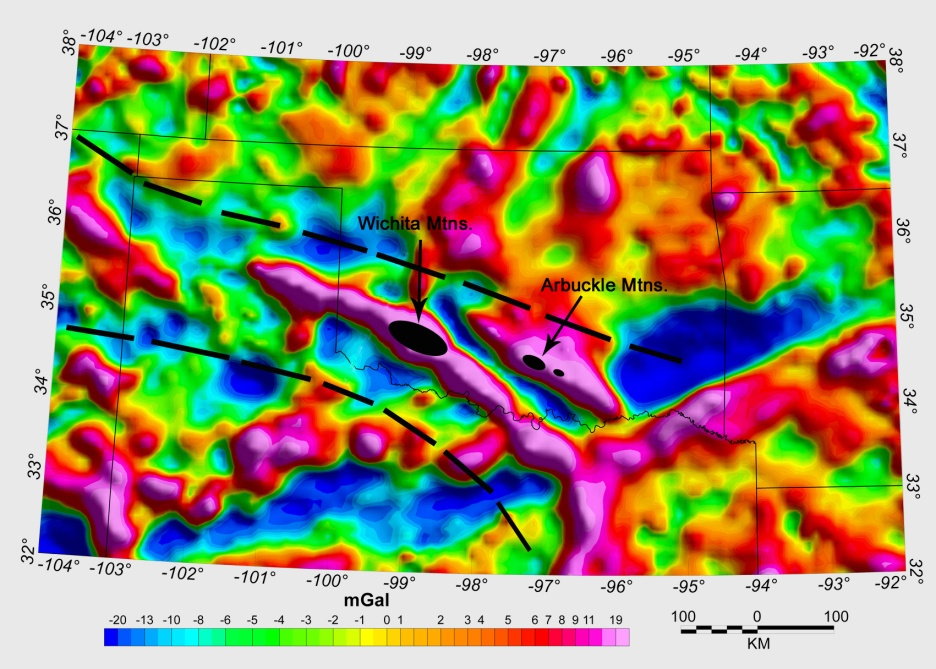 -104° -103° -102° -101° -100° -99° -98° -97° -96° -95° -94° -93° -92°
38° 38°
37° 37°
36° 36°
Wichita Mtns.
Arbuckle Mtns.
35° 35°
34° 34°
33° 33°
32° 32°
-104° -103° -102° -101° -100° -99° -98° -97° -96° -95° -94° -93° -92°
mGal
-20 -13 -10 -8 -6 -5 -4 -3 -2 -1 0 1 2 3 4 5 6 7 8 9 11 19
100 0 100
KM